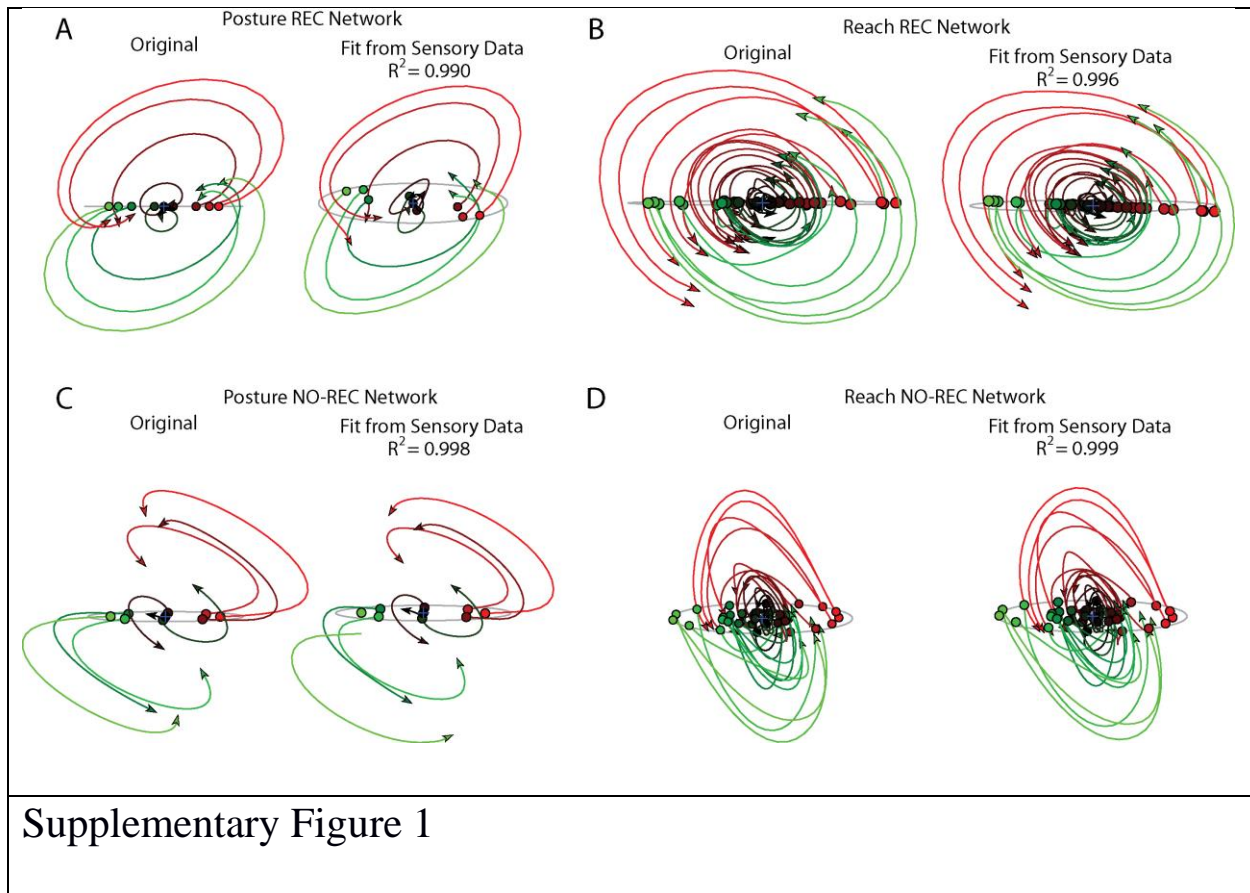 A
Posture REC Network
Original
Fit from Sensory Data
R² = 0.990
B
Reach REC Network
Original
Fit from Sensory Data
R² = 0.996
C
Posture NO-REC Network
Original
Fit from Sensory Data
R² = 0.998
D
Reach NO-REC Network
Original
Fit from Sensory Data
R² = 0.999
Supplementary Figure 1